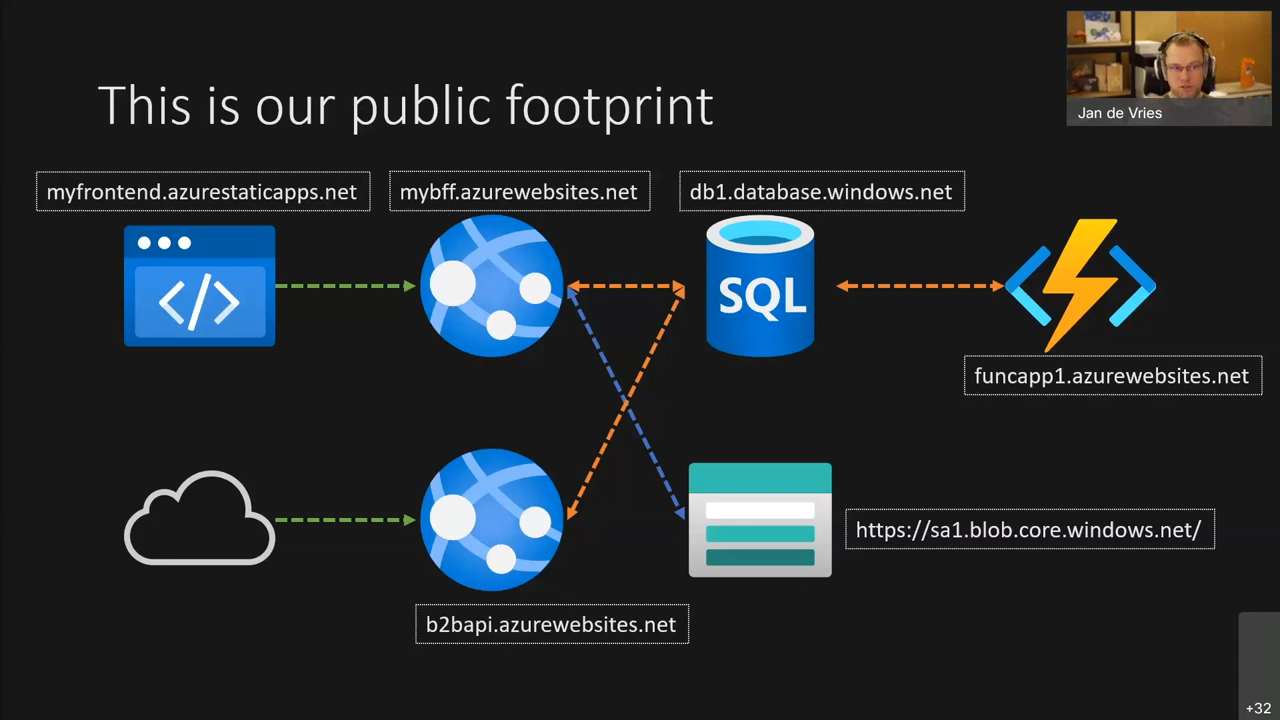 This is our public footprint
Jan de Vries
myfrontend.azurestaticapps.net
mybff.azurewebsites.net
db1.database.windows.net
SQL
funcapp1.azurewebsites.net
https://sa1.blob.core.windows.net/
b2bapi.azurewebsites.net
+32